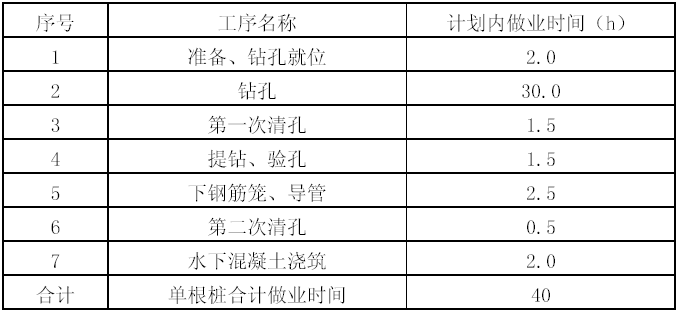 序号 工序名称 计划内做业时间（h）
1 准备、钻孔就位 2.0
2 钻孔 30.0
3 第一次清孔 1.5
4 提钻、验孔 1.5
5 下钢筋笼、导管 2.5
6 第二次清孔 0.5
7 水下混凝土浇筑 2.0
合计 单根桩合计做业时间 40